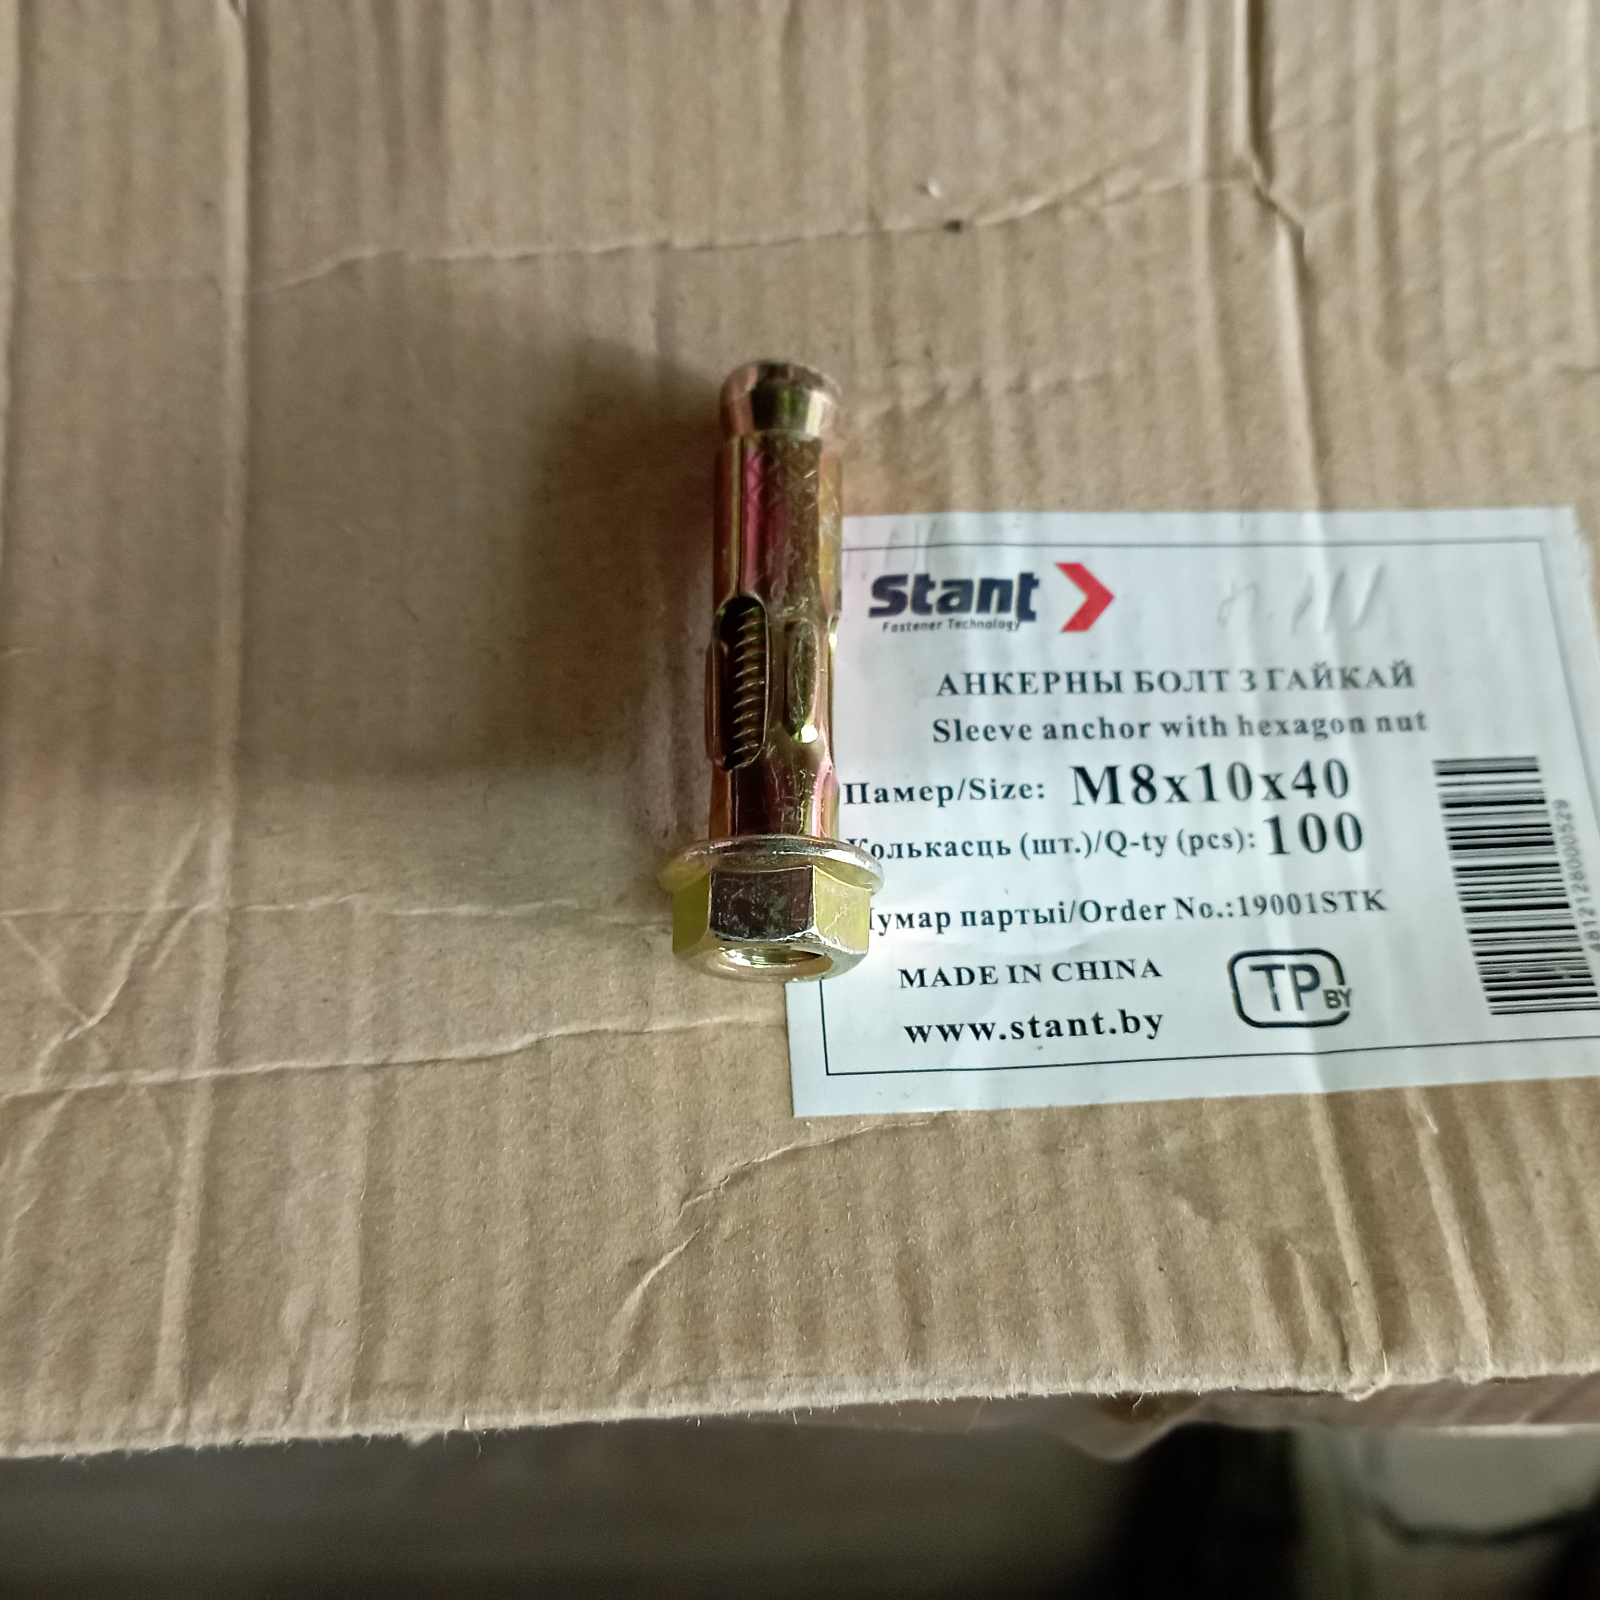 Stant
Fastener Technology
АНКЕРНЫ БОЛТ З ГАЙКАЙ
Sleeve anchor with hexagon nut
Памер/Size: M8x10x40
Колькасць (шт.)/Q-ty (pcs): 100
Нумар партыі/Order No.:19001STK
MADE IN CHINA
www.stant.by
TP BY
4812128000529